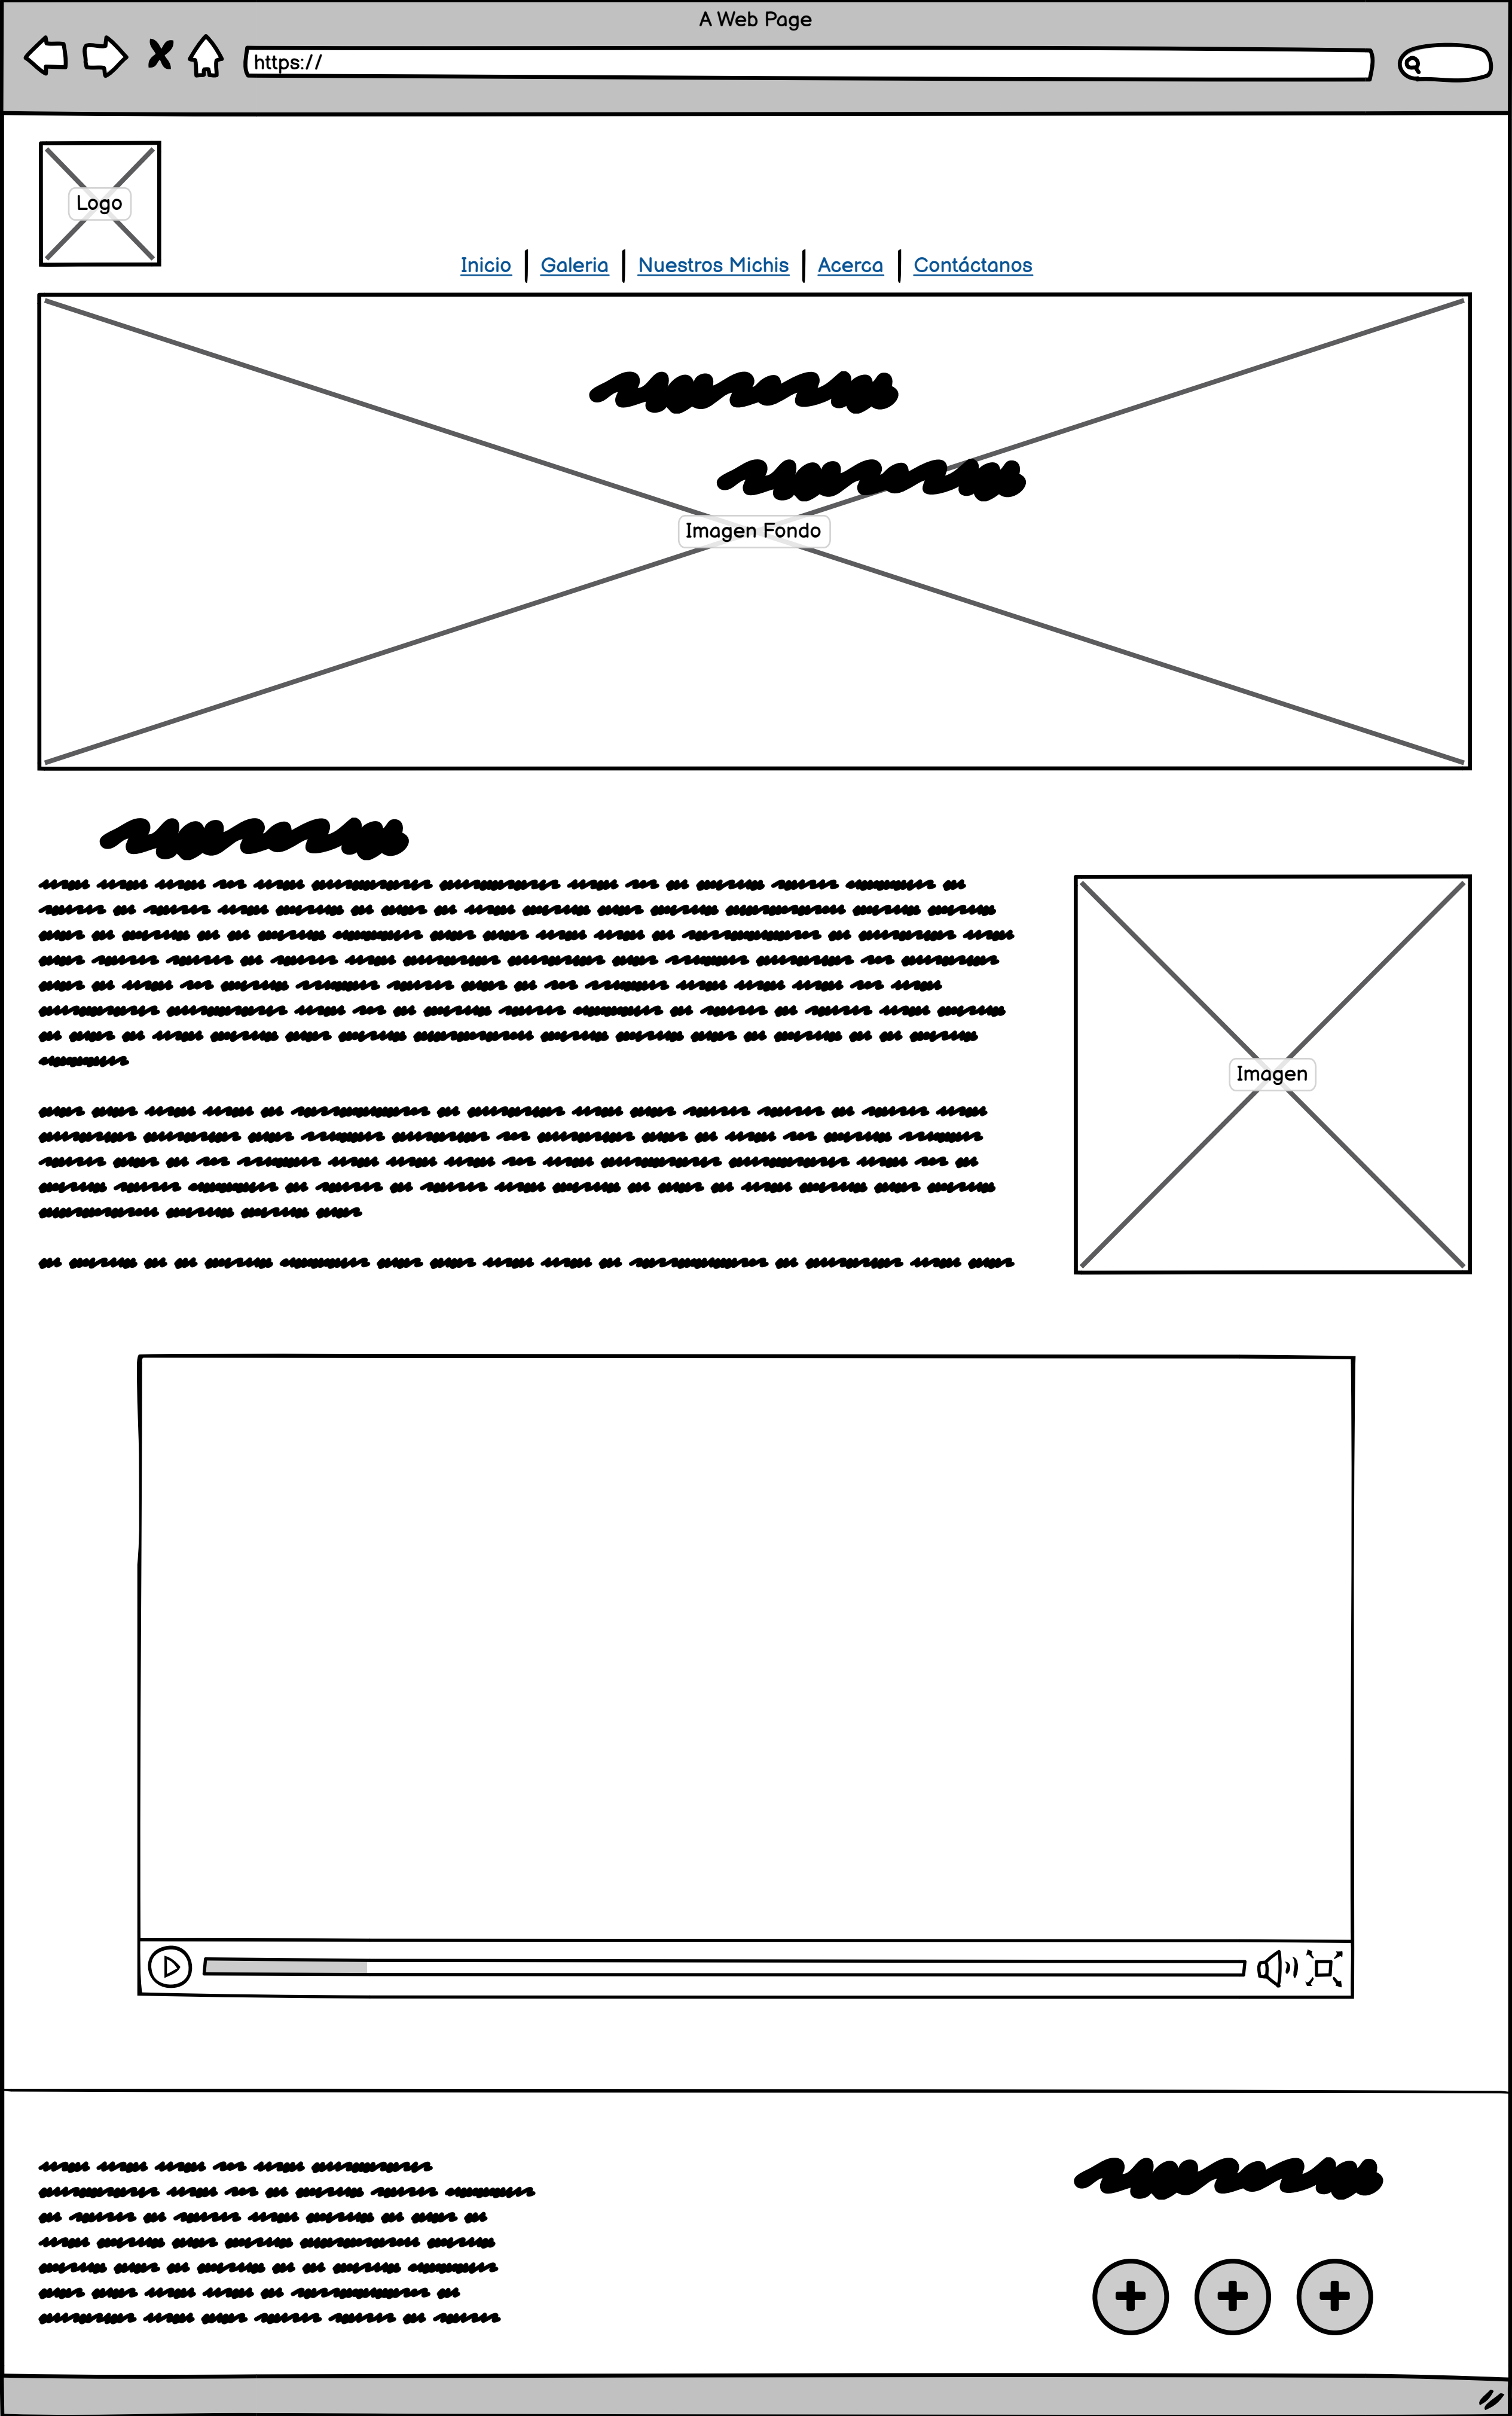 A Web Page
https://
Logo
Inicio Galeria Nuestros Michis Acerca Contáctanos
Imagen Fondo
Imagen